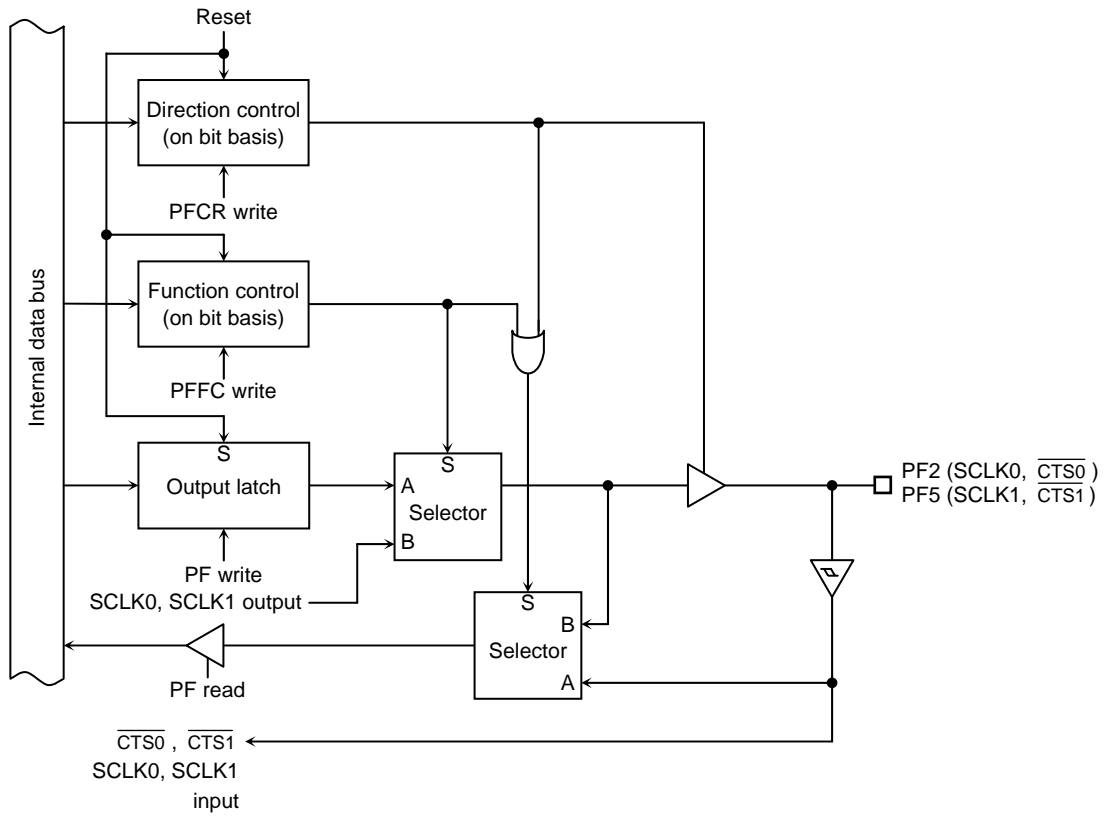 Reset
Direction control
(on bit basis)
PFCR write
Function control
(on bit basis)
PFFC write
Internal data bus
S
Output latch
PF write
SCLK0, SCLK1 output
S
A
Selector
B
S
B
Selector
A
PF read
PF2 (SCLK0, CTS0 )
PF5 (SCLK1, CTS1 )
CTS0 , CTS1
SCLK0, SCLK1
input